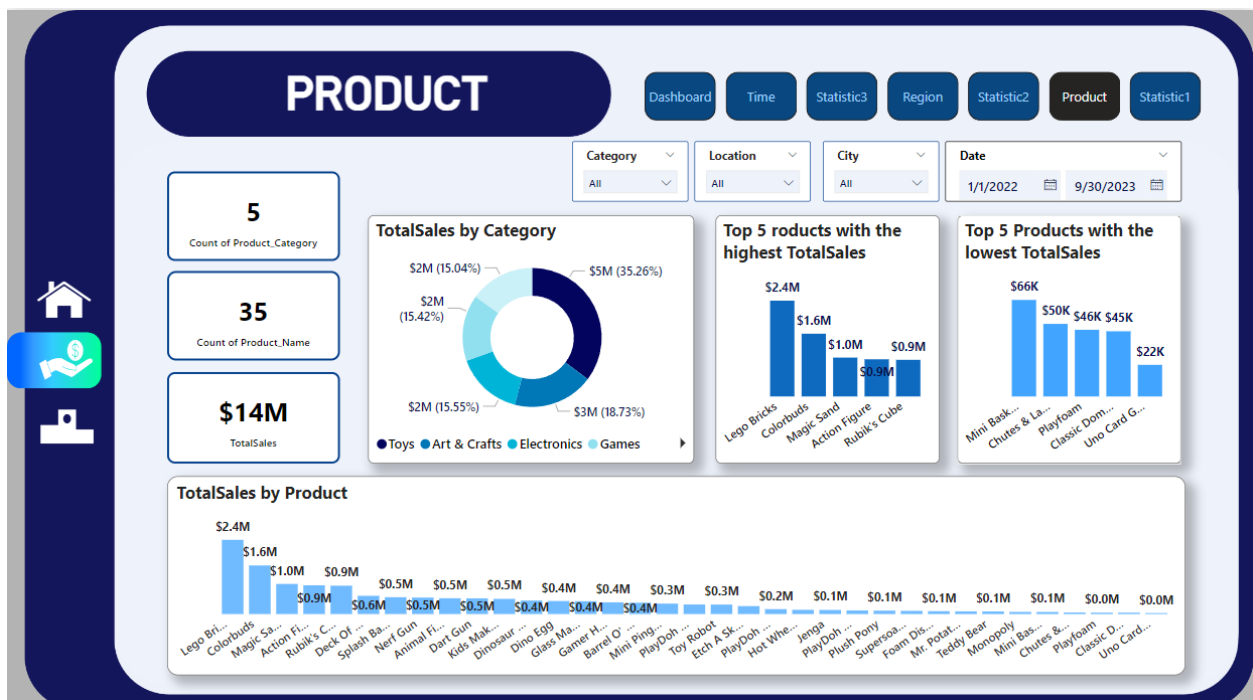 PRODUCT
Dashboard
Time
Statistic3
Region
Statistic2
Product
Statistic1
Category
All
Location
All
City
All
Date
1/1/2022
9/30/2023
5
Count of Product_Category
35
Count of Product_Name
$14M
TotalSales
TotalSales by Category
$2M (15.04%)
$5M (35.26%)
$2M
(15.42%)
$2M (15.55%)
$3M (18.73%)
Toys
Art & Crafts
Electronics
Games
Top 5 roducts with the
highest TotalSales
$2.4M
$1.6M
$1.0M
$0.9M
$0.9M
Lego Bricks
Colorbuds
Magic Sand
Action Figure
Rubik's Cube
Top 5 Products with the
lowest TotalSales
$66K
$50K
$46K
$45K
$22K
Mini Bask...
Chutes & La...
Playfoam
Classic Dom...
Uno Card G...
TotalSales by Product
$2.4M
$1.6M
$1.0M
$0.9M
$0.9M
$0.6M
$0.5M
$0.5M
$0.5M
$0.5M
$0.5M
$0.4M
$0.4M
$0.4M
$0.4M
$0.4M
$0.3M
$0.3M
$0.2M
$0.1M
$0.1M
$0.1M
$0.1M
$0.1M
$0.0M
$0.0M
Lego Bri...
Colorbuds
Magic Sa...
Action Fi...
Rubik's C...
Deck Of ...
Splash Ba...
Nerf Gun
Animal Fi...
Dart Gun
Kids Mak...
Dinosaur ...
Dino Egg
Glass Ma...
Gamer H...
Barrel O' ...
Mini Ping...
PlayDoh ...
Toy Robot
Etch A Sk...
PlayDoh ...
Hot Whe...
Jenga
PlayDoh ...
Plush Pony
Supersoa...
Foam Dis...
Mr. Potat...
Teddy Bear
Monopoly
Mini Bas...
Chutes &...
Playfoam
Classic D...
Uno Card...